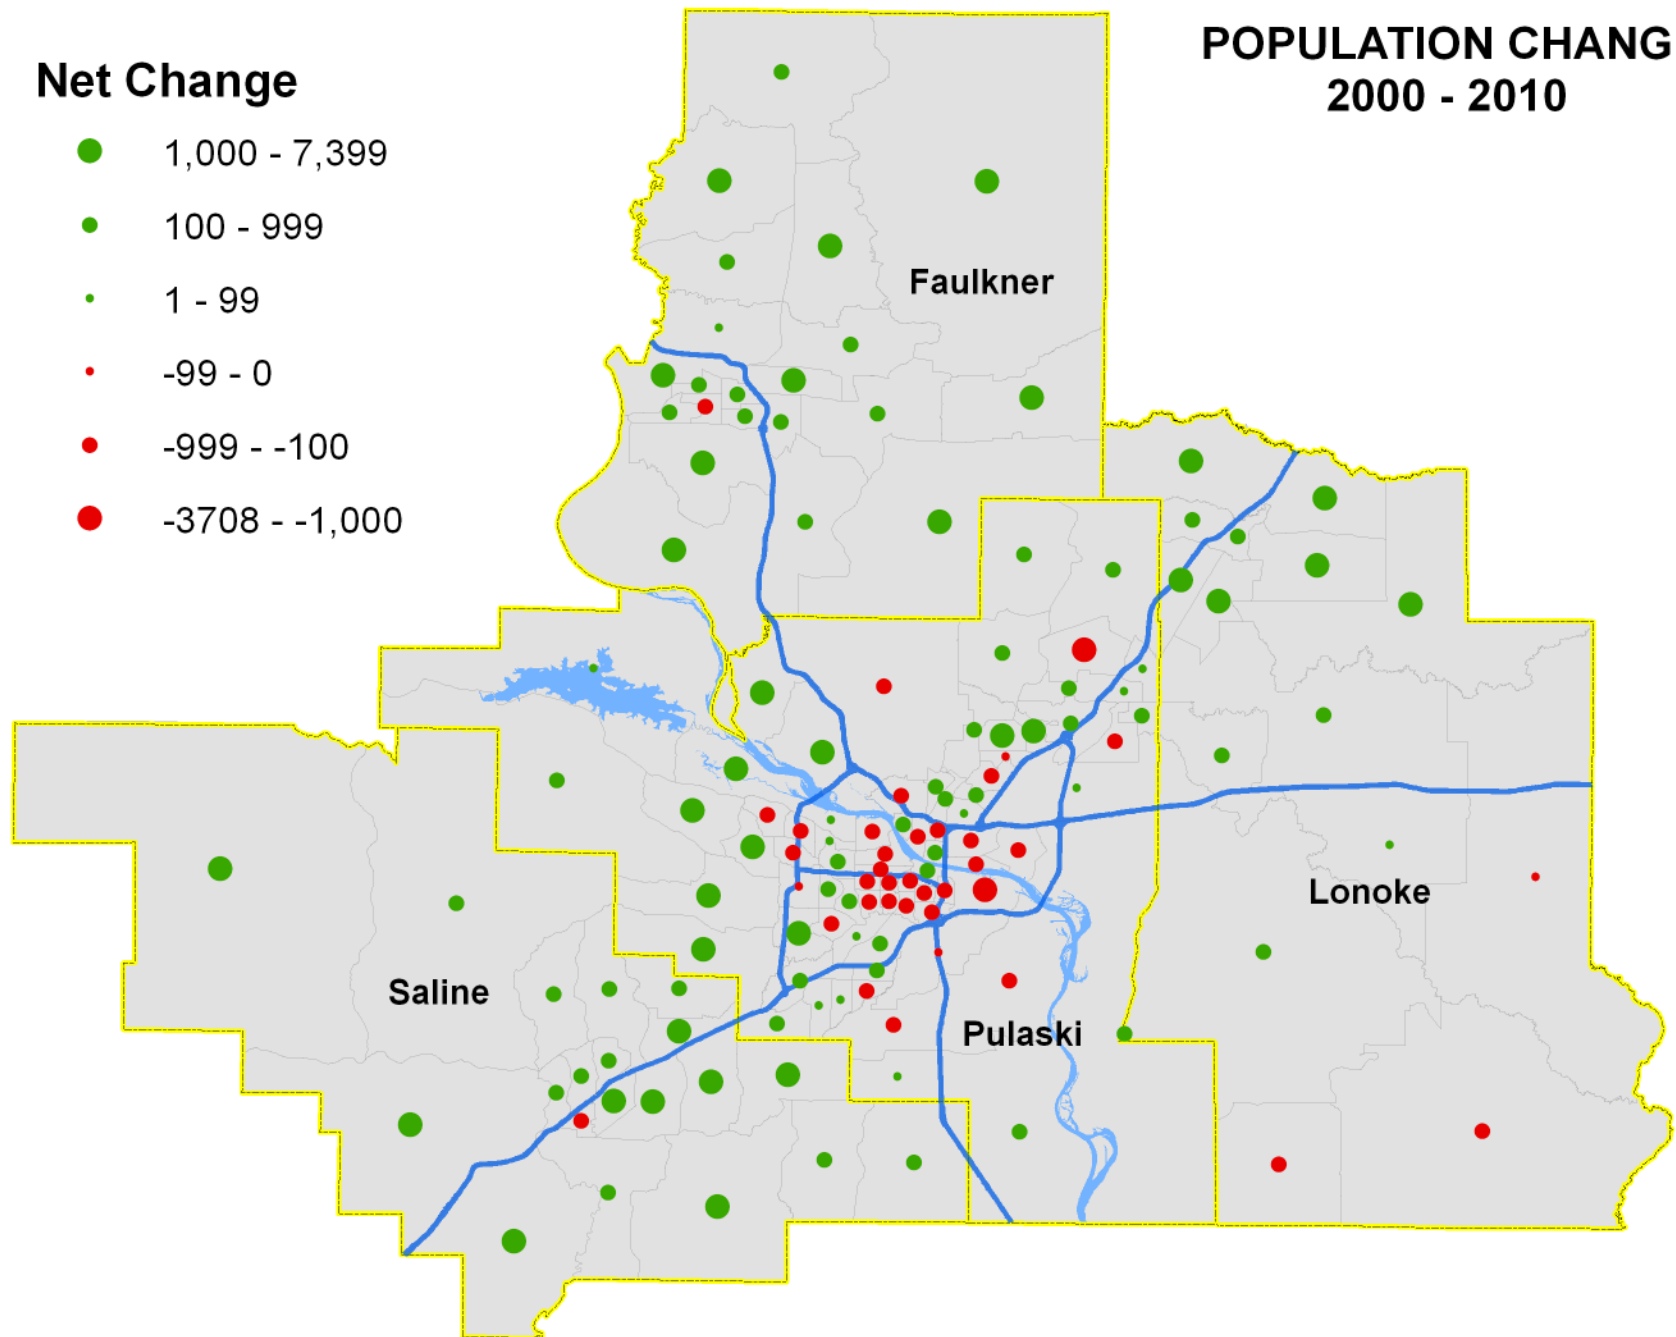 POPULATION CHANG
2000 - 2010
Net Change
1,000 - 7,399
100 - 999
1 - 99
-99 - 0
-999 - -100
-3708 - -1,000
Faulkner
Lonoke
Saline
Pulaski